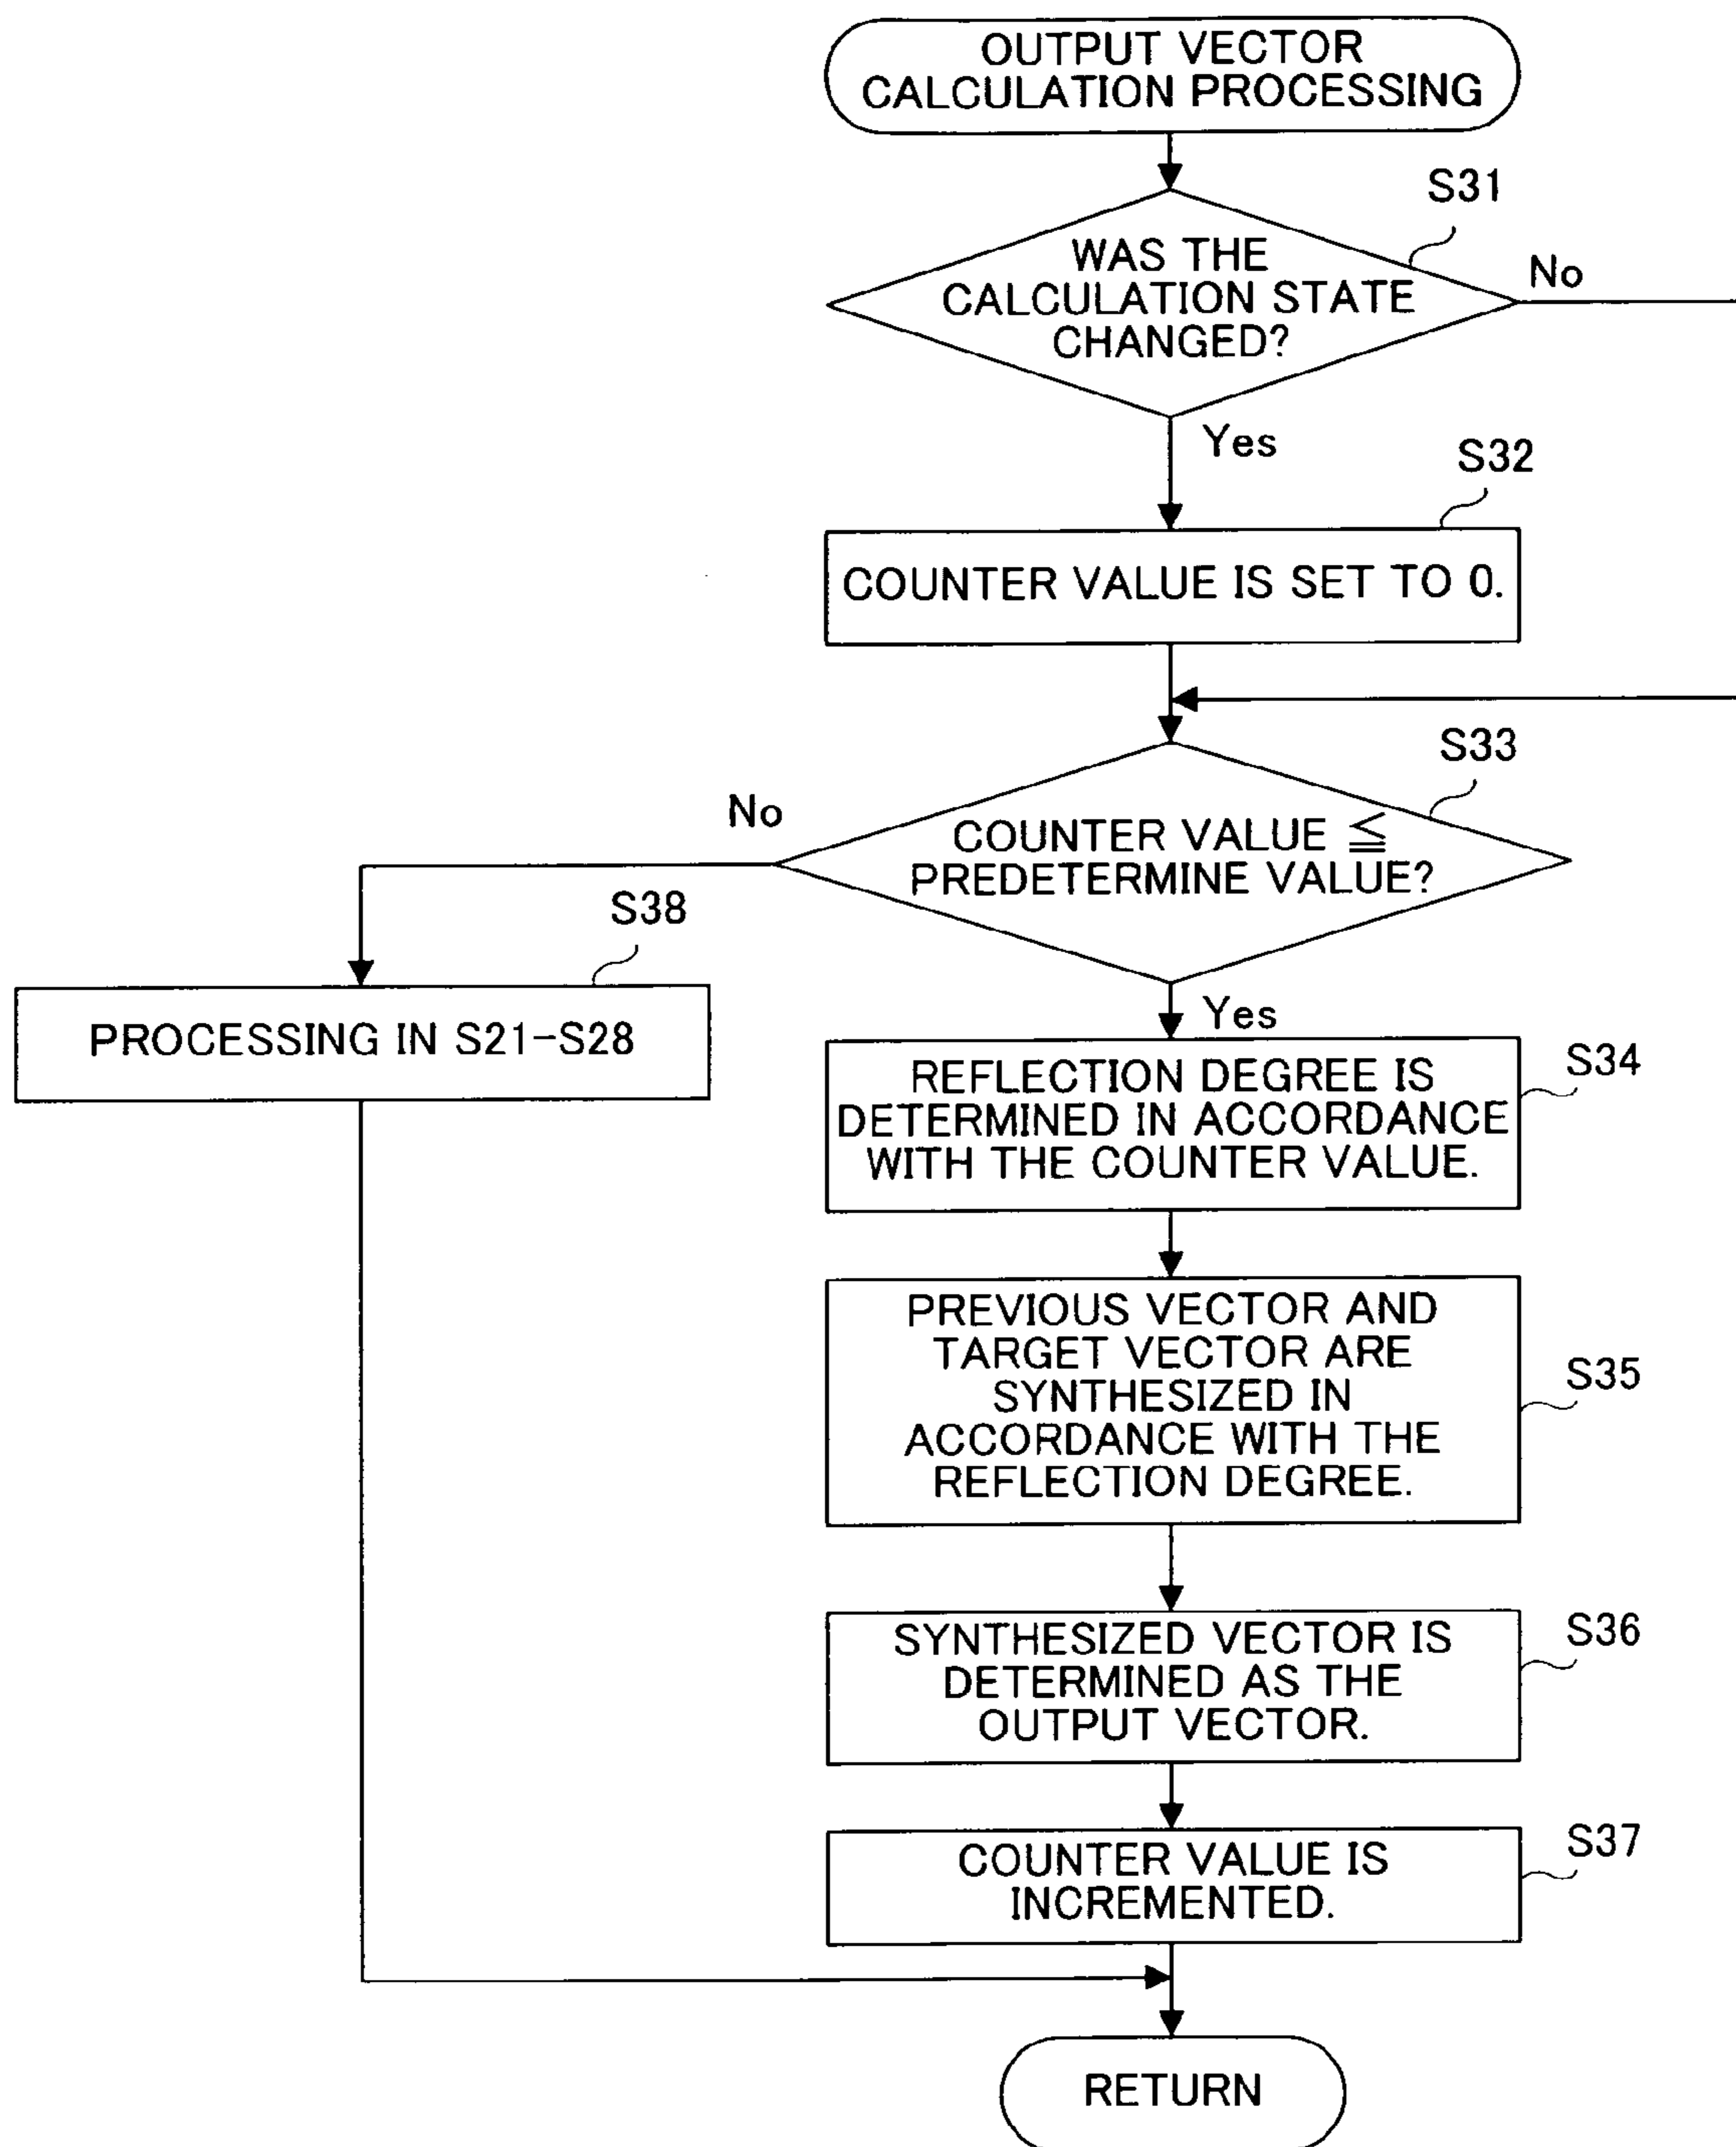 OUTPUT VECTOR
CALCULATION PROCESSING
S31
WAS THE
CALCULATION STATE
CHANGED?
No
Yes
S32
COUNTER VALUE IS SET TO 0.
S33
No
COUNTER VALUE ≦
PREDETERMINE VALUE?
S38
PROCESSING IN S21-S28
Yes
S34
REFLECTION DEGREE IS
DETERMINED IN ACCORDANCE
WITH THE COUNTER VALUE.
S35
PREVIOUS VECTOR AND
TARGET VECTOR ARE
SYNTHESIZED IN
ACCORDANCE WITH THE
REFLECTION DEGREE.
S36
SYNTHESIZED VECTOR IS
DETERMINED AS THE
OUTPUT VECTOR.
S37
COUNTER VALUE IS
INCREMENTED.
RETURN